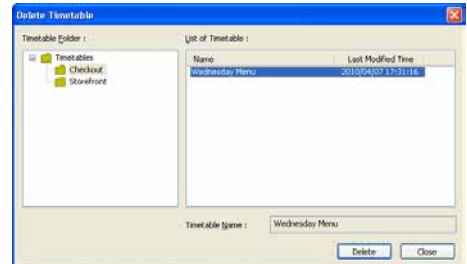 Delete Timetable
Timetable Folder :
List of Timetable :
Timetables
Checkout
Storefront
Name Last Modified Time
Wednesday Menu 2010/04/07 17:31:16
Timetable Name : Wednesday Menu
Delete Close